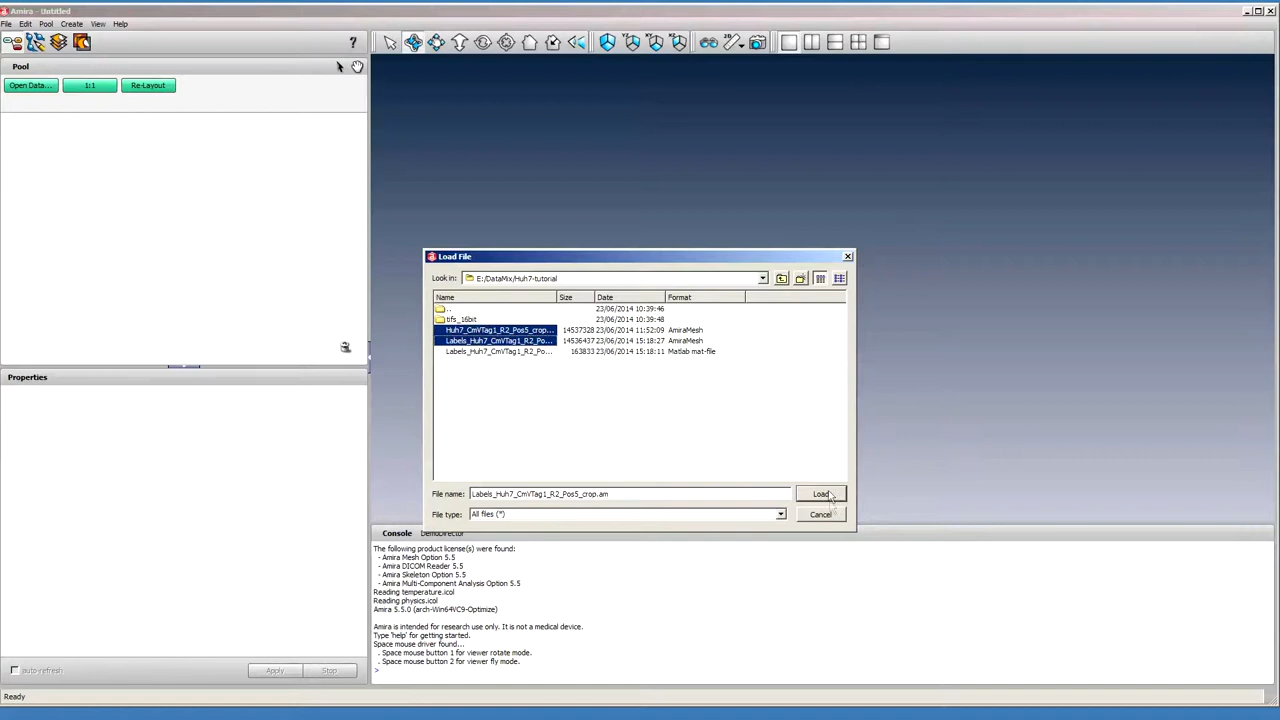 Amira - Untitled
File Edit Pool Create View Help
?
Pool
Open Data... 1:1 Re-Layout
Load File
Look in: E:/DataMix/Huh7-tutorial
Name Size Date Format
.. 23/06/2014 10:39:46
tifs_16bit 23/06/2014 10:39:48
Huh7_CmVTag1_R2_Pos5_crop... 14537328 23/06/2014 11:52:09 AmiraMesh
Labels_Huh7_CmVTag1_R2_Po... 14536437 23/06/2014 15:18:27 AmiraMesh
Labels_Huh7_CmVTag1_R2_Po... 163833 23/06/2014 15:18:11 Matlab mat-file
Properties
File name: Labels_Huh7_CmVTag1_R2_Pos5_crop.am Load
File type: All files (*) Cancel
Console DemoDirector
The following product license(s) were found:
- Amira Mesh Option 5.5
- Amira DICOM Reader 5.5
- Amira Skeleton Option 5.5
- Amira Multi-Component Analysis Option 5.5
Reading temperature.icol
Reading physics.icol
Amira 5.5.0 (arch-Win64VC9-Optimize)
Amira is intended for research use only. It is not a medical device.
Type 'help' for getting started.
Space mouse driver found...
. Space mouse button 1 for viewer rotate mode.
. Space mouse button 2 for viewer fly mode.
>
auto-refresh Apply Stop
Ready